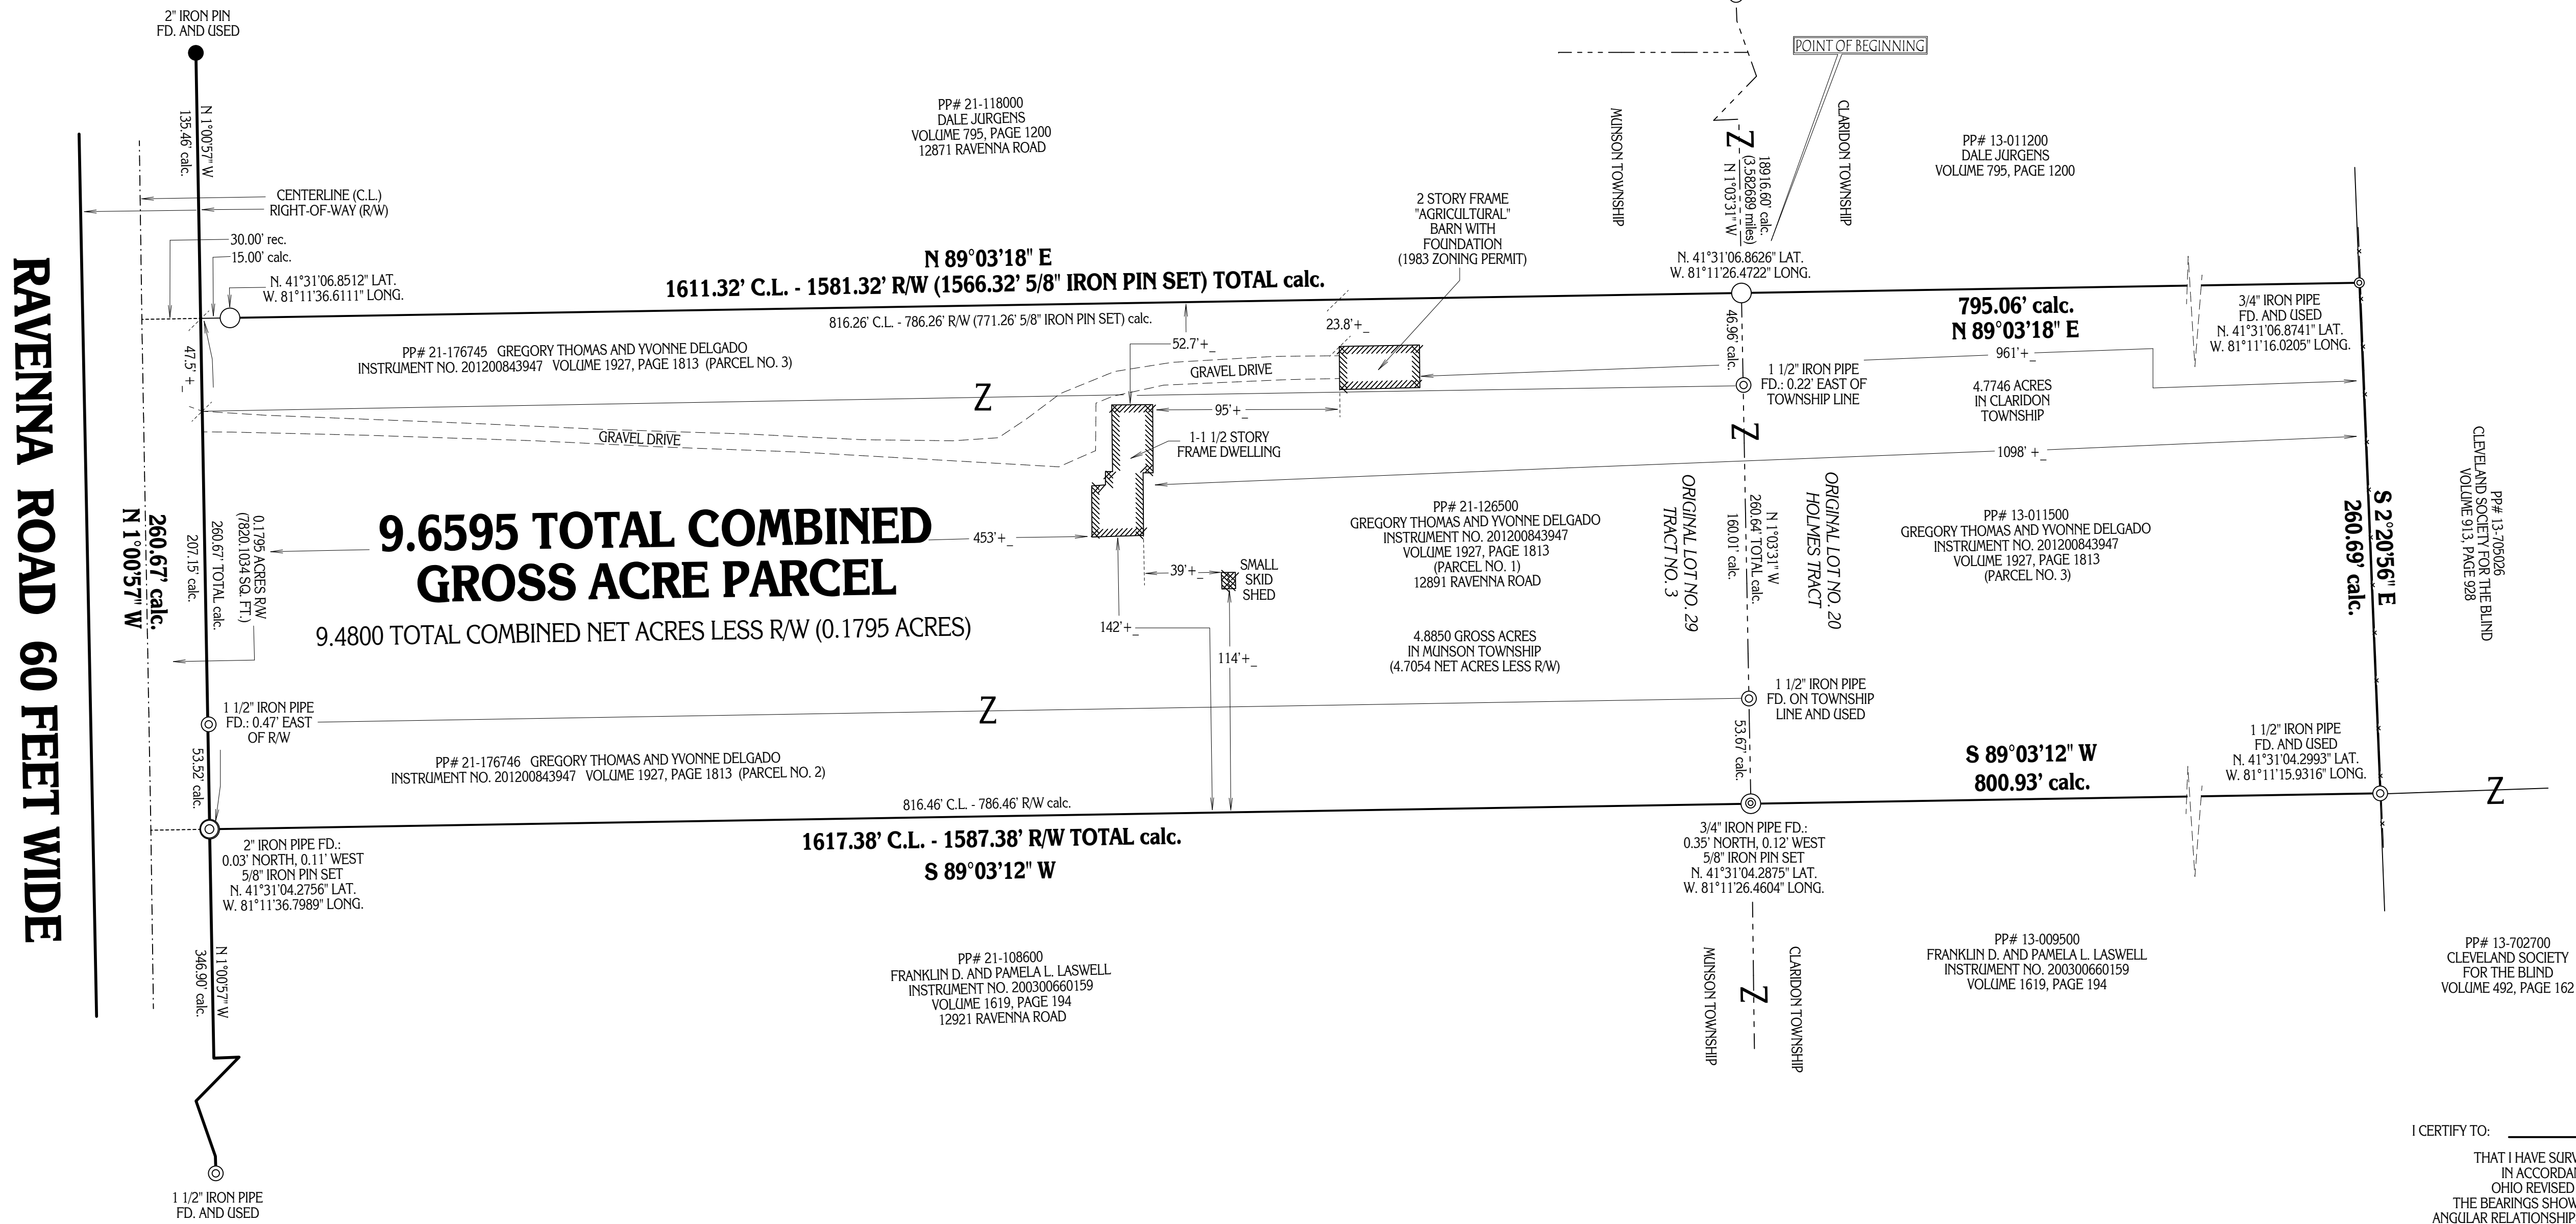 2" IRON PIN
FD. AND USED
N 1°00'57" W
135.46' calc.
CENTERLINE (C.L.)
RIGHT-OF-WAY (R/W)
30.00' rec.
15.00' calc.
N. 41°31'06.8512" LAT.
W. 81°11'36.6111" LONG.
47.5' +_
RAVENNA ROAD 60 FEET WIDE
260.67' calc.
N 1°00'57" W
207.15' calc.
260.67' TOTAL calc.
0.1795 ACRES R/W
(7820.1034 SQ. FT.)
PP# 21-118000
DALE JURGENS
VOLUME 795, PAGE 1200
12871 RAVENNA ROAD
N 89°03'18" E
1611.32' C.L. - 1581.32' R/W (1566.32' 5/8" IRON PIN SET) TOTAL calc.
816.26' C.L. - 786.26' R/W (771.26' 5/8" IRON PIN SET) calc.
PP# 21-176745 GREGORY THOMAS AND YVONNE DELGADO
INSTRUMENT NO. 201200843947 VOLUME 1927, PAGE 1813 (PARCEL NO. 3)
52.7'+_
23.8'+_
2 STORY FRAME
"AGRICULTURAL"
BARN WITH
FOUNDATION
(1983 ZONING PERMIT)
GRAVEL DRIVE
Z
95'+_
GRAVEL DRIVE
1-1 1/2 STORY
FRAME DWELLING
9.6595 TOTAL COMBINED
GROSS ACRE PARCEL
9.4800 TOTAL COMBINED NET ACRES LESS R/W (0.1795 ACRES)
453'+_
39'+_
SMALL
SKID
SHED
142'+_
114'+_
POINT OF BEGINNING
MUNSON TOWNSHIP
CLARIDON TOWNSHIP
Z
18916.60' calc.
(3.582689 miles)
N 1°03'31" W
N. 41°31'06.8626" LAT.
W. 81°11'26.4722" LONG.
46.96' calc.
1 1/2" IRON PIPE
FD.: 0.22' EAST OF
TOWNSHIP LINE
PP# 13-011200
DALE JURGENS
VOLUME 795, PAGE 1200
795.06' calc.
N 89°03'18" E
3/4" IRON PIPE
FD. AND USED
N. 41°31'06.8741" LAT.
W. 81°11'16.0205" LONG.
961'+_
4.7746 ACRES
IN CLARIDON
TOWNSHIP
Z
1098' +_
PP# 21-126500
GREGORY THOMAS AND YVONNE DELGADO
INSTRUMENT NO. 201200843947
VOLUME 1927, PAGE 1813
(PARCEL NO. 1)
12891 RAVENNA ROAD
4.8850 GROSS ACRES
IN MUNSON TOWNSHIP
(4.7054 NET ACRES LESS R/W)
ORIGINAL LOT NO. 29
TRACT NO. 3
N 1°03'31" W
260.64' TOTAL calc.
160.01' calc.
ORIGINAL LOT NO. 20
HOLMES TRACT
PP# 13-011500
GREGORY THOMAS AND YVONNE DELGADO
INSTRUMENT NO. 201200843947
VOLUME 1927, PAGE 1813
(PARCEL NO. 3)
S 2°20'56" E
260.69' calc.
PP# 13-705026
CLEVELAND SOCIETY FOR THE BLIND
VOLUME 913, PAGE 928
1 1/2" IRON PIPE
FD.: 0.47' EAST
OF R/W
Z
1 1/2" IRON PIPE
FD. ON TOWNSHIP
LINE AND USED
53.52' calc.
PP# 21-176746 GREGORY THOMAS AND YVONNE DELGADO
INSTRUMENT NO. 201200843947 VOLUME 1927, PAGE 1813 (PARCEL NO. 2)
53.67' calc.
816.46' C.L. - 786.46' R/W calc.
1617.38' C.L. - 1587.38' R/W TOTAL calc.
S 89°03'12" W
S 89°03'12" W
800.93' calc.
1 1/2" IRON PIPE
FD. AND USED
N. 41°31'04.2993" LAT.
W. 81°11'15.9316" LONG.
Z
2" IRON PIPE FD.:
0.03' NORTH, 0.11' WEST
5/8" IRON PIN SET
N. 41°31'04.2756" LAT.
W. 81°11'36.7989" LONG.
3/4" IRON PIPE FD.:
0.35' NORTH, 0.12' WEST
5/8" IRON PIN SET
N. 41°31'04.2875" LAT.
W. 81°11'26.4604" LONG.
N 1°00'57" W
346.90' calc.
PP# 21-108600
FRANKLIN D. AND PAMELA L. LASWELL
INSTRUMENT NO. 200300660159
VOLUME 1619, PAGE 194
12921 RAVENNA ROAD
MUNSON TOWNSHIP
Z
CLARIDON TOWNSHIP
PP# 13-009500
FRANKLIN D. AND PAMELA L. LASWELL
INSTRUMENT NO. 200300660159
VOLUME 1619, PAGE 194
PP# 13-702700
CLEVELAND SOCIETY
FOR THE BLIND
VOLUME 492, PAGE 162
1 1/2" IRON PIPE
FD. AND USED
I CERTIFY TO:
THAT I HAVE SURV
IN ACCORDAN
OHIO REVISED
THE BEARINGS SHOW
ANGULAR RELATIONSHIP